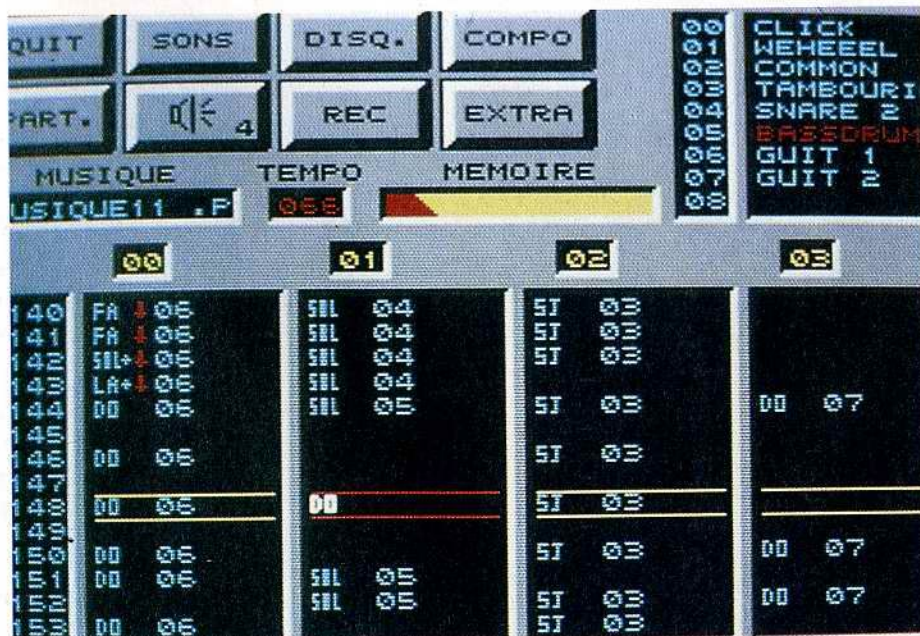 QUIT SONS DISQ. COMPO
PART. 4 REC EXTRA
MUSIQUE TEMPO MEMOIRE
USIQUE11 .P
00 CLICK
01 WEHEEEL
02 COMMON
03 TAMBOURI
04 SNARE 2
05 BASSDRUM
06 GUIT 1
07 GUIT 2
08
00 01 02 03
140 FA 06 SOL 04 SI 03
141 FA 06 SOL 04 SI 03
142 SOL+ 06 SOL 04 SI 03
143 LA+ 06 SOL 04
144 DO 06 SOL 05 SI 03 DO 07
145
146 DO 06 SI 03
147
148 DO 06 DO SI 03
149
150 DO 06 SI 03 DO 07
151 DO 06 SOL 05
152 SOL 05 SI 03 DO 07
153 DO 06 SI 03